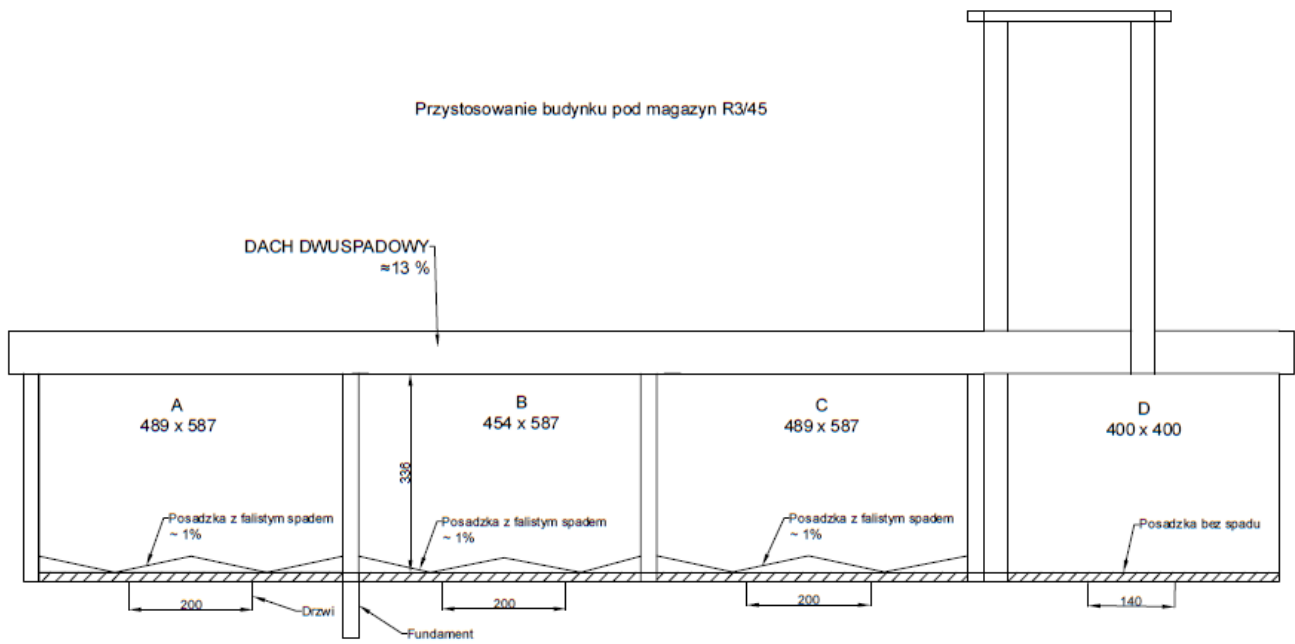 Przystosowanie budynku pod magazyn R3/45
DACH DWUSPADOWY
≈13 %
A
489 x 587
B
454 x 587
C
489 x 587
D
400 x 400
336
Posadzka z falistym spadem
~ 1%
Posadzka z falistym spadem
~ 1%
Posadzka z falistym spadem
~ 1%
Posadzka bez spadu
200
Drzwi
200
200
140
Fundament